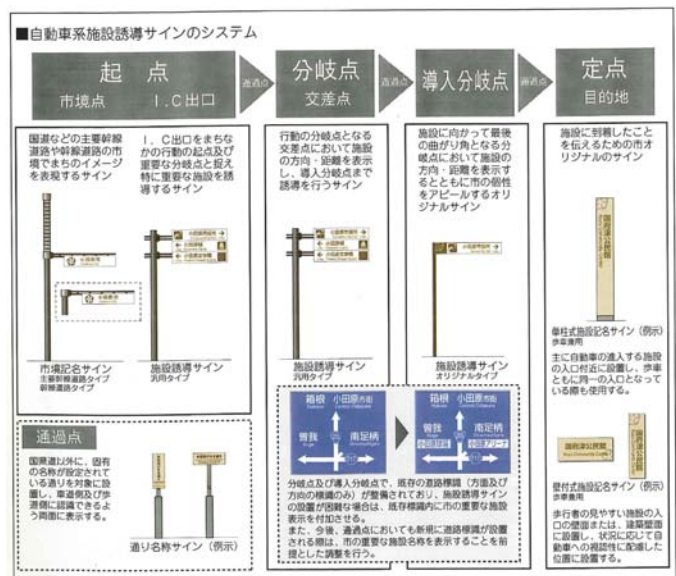 ■自動車系施設誘導サインのシステム
起点
市境点 I.C出口
通過点
分岐点
交差点
通過点
導入分岐点
通過点
定点
目的地
国道などの主要幹線
道路や幹線道路の市
境でまちのイメージ
を表現するサイン
市境記名サイン
主要幹線道路タイプ
幹線道路タイプ
I.C出口をまちな
かの行動の起点及び
重要な分岐点と捉え
特に重要な施設を誘
導するサイン
施設誘導サイン
汎用タイプ
行動の分岐点となる
交差点において施設
の方向・距離を表示
し、導入分岐点まで
誘導を行うサイン
施設誘導サイン
汎用タイプ
施設に向かって最後
の曲がり角となる分
岐点において施設の
方向・距離を表示す
るとともに市の個性
をアピールするオ
リジナルサイン
施設誘導サイン
オリジナルタイプ
施設に到着したこと
を伝えるための市オ
リジナルのサイン
国府津公民館
単柱式施設記名サイン（例示）
歩車兼用
主に自動車の進入する施設
の入口付近に設置し、歩車
ともに同一の入口となって
いる際も使用する。
国府津公民館
国府津公民館
壁付式施設記名サイン（例示）
歩車兼用
歩行者の見やすい施設の入
口の壁面または、建築壁面
に設置し、状況に応じて自
動車への視認性に配慮した
位置に設置する。
通過点
国県道以外に、固有
の名称が設定されて
いる通りを対象に設
置し、車道側及び歩
道側に認識できるよ
う両面に表示する。
通り名称サイン（例示）
箱根 小田原市街
曽我 南足柄
箱根 小田原市街
曽我 南足柄
小田原アリーナ
分岐点及び導入分岐点で、既存の道路標識（方面及び
方向の標識のみ）が整備されており、施設誘導サイン
の設置が困難な場合は、既存標識内に市の重要な施設
表示を付加させる。
また、今後、通過点においても新規に道路標識が設置
される際は、市の重要な施設名称を表示することを前
提とした調整を行う。